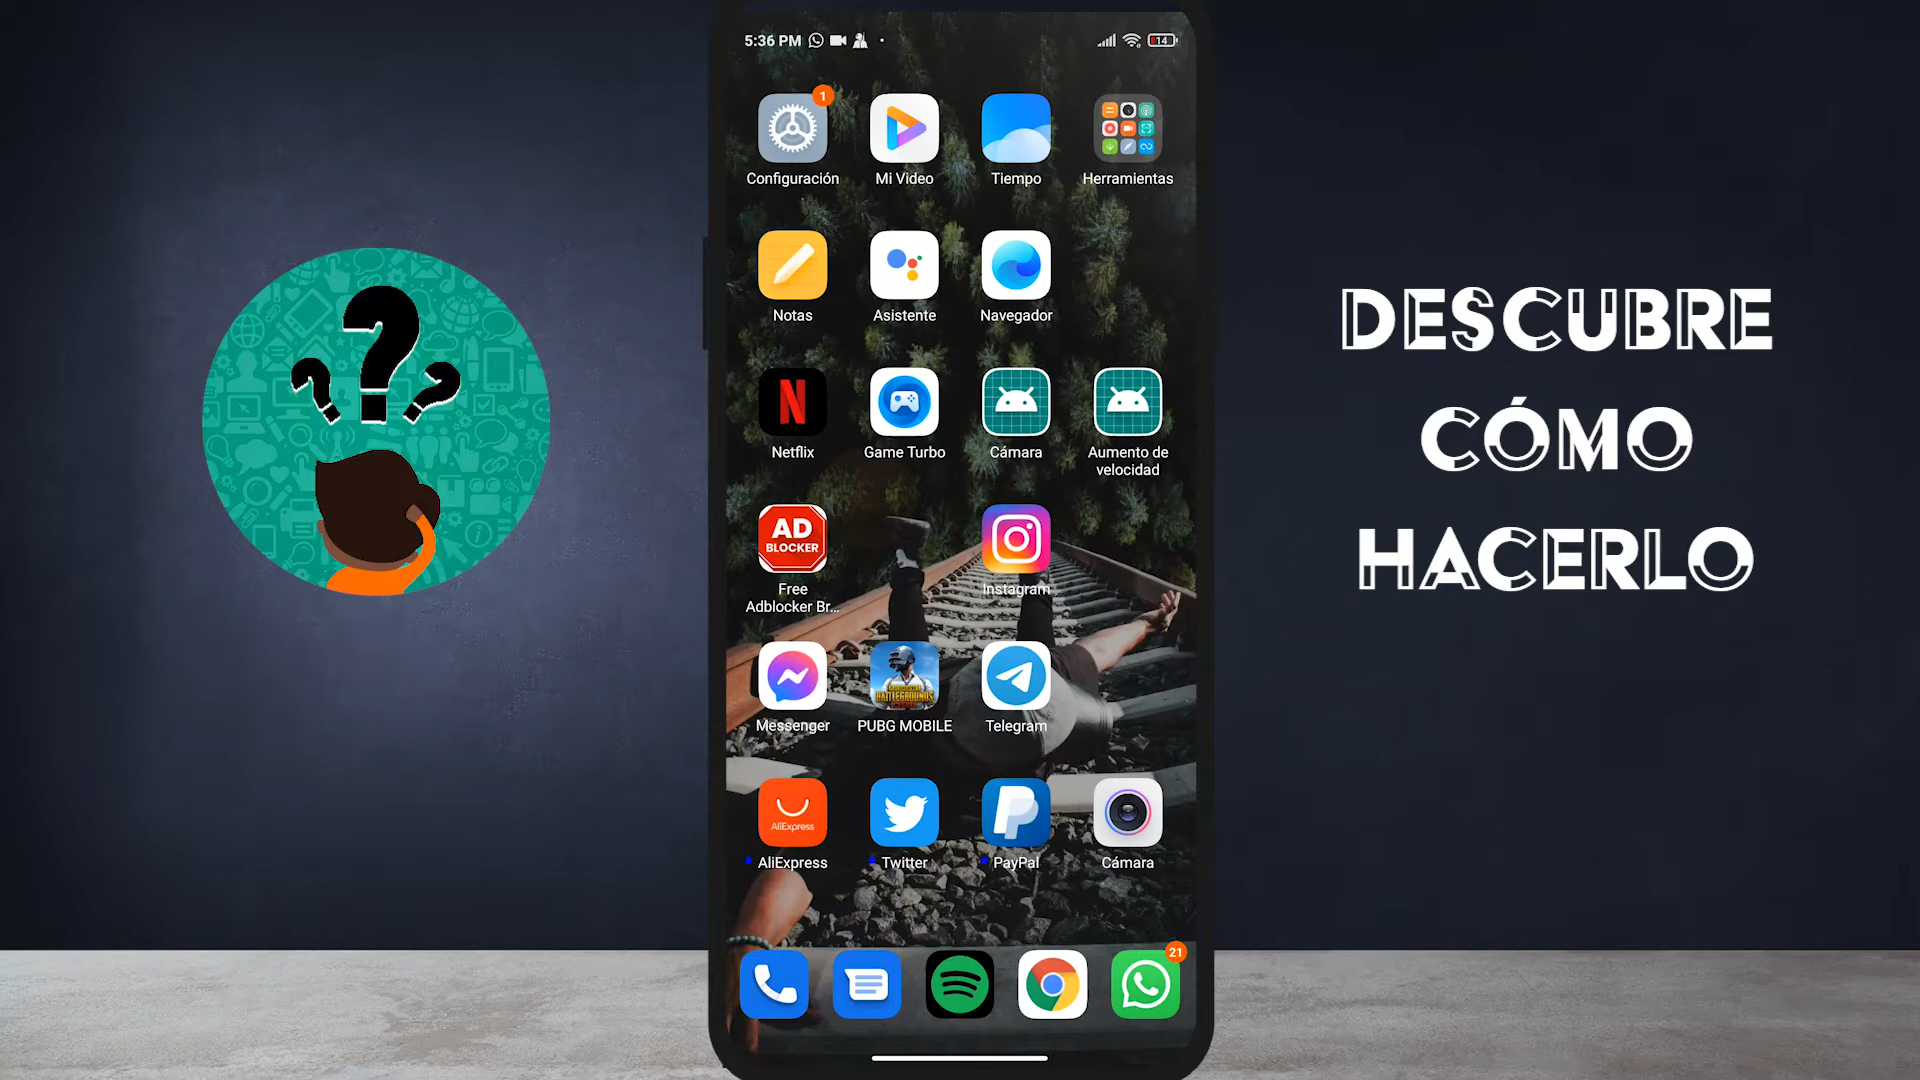 5:36 PM
14
1
Configuración
Mi Video
Tiempo
Herramientas
Notas
Asistente
Navegador
N
Netflix
Game Turbo
Cámara
Aumento de
velocidad
AD
BLOCKER
Free
Adblocker Br...
Instagram
Messenger
BATTLEGROUNDS
PUBG MOBILE
Telegram
AliExpress
AliExpress
Twitter
PayPal
Cámara
21
???
DESCUBRE
CÓMO
HACERLO